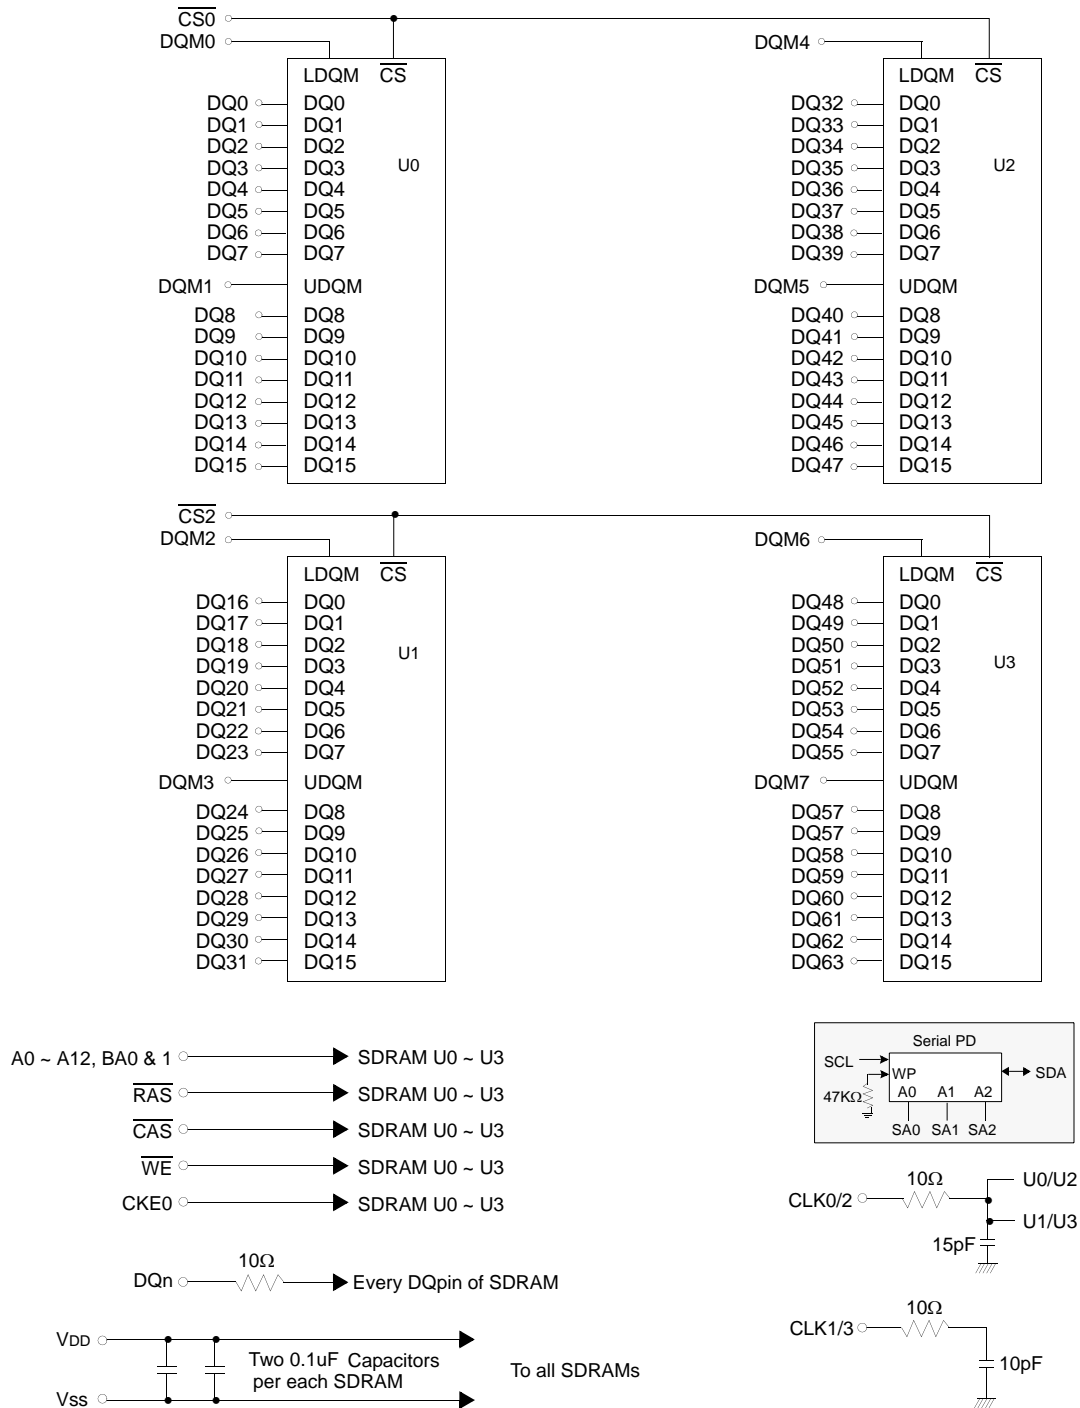 CS0
DQM0
LDQM CS
DQ0 DQ0
DQ1 DQ1
DQ2 DQ2
DQ3 DQ3
DQ4 DQ4
DQ5 DQ5
DQ6 DQ6
DQ7 DQ7
U0
DQM1 UDQM
DQ8 DQ8
DQ9 DQ9
DQ10 DQ10
DQ11 DQ11
DQ12 DQ12
DQ13 DQ13
DQ14 DQ14
DQ15 DQ15
DQM4
LDQM CS
DQ32 DQ0
DQ33 DQ1
DQ34 DQ2
DQ35 DQ3
DQ36 DQ4
DQ37 DQ5
DQ38 DQ6
DQ39 DQ7
U2
DQM5 UDQM
DQ40 DQ8
DQ41 DQ9
DQ42 DQ10
DQ43 DQ11
DQ44 DQ12
DQ45 DQ13
DQ46 DQ14
DQ47 DQ15
CS2
DQM2
LDQM CS
DQ16 DQ0
DQ17 DQ1
DQ18 DQ2
DQ19 DQ3
DQ20 DQ4
DQ21 DQ5
DQ22 DQ6
DQ23 DQ7
U1
DQM3 UDQM
DQ24 DQ8
DQ25 DQ9
DQ26 DQ10
DQ27 DQ11
DQ28 DQ12
DQ29 DQ13
DQ30 DQ14
DQ31 DQ15
DQM6
LDQM CS
DQ48 DQ0
DQ49 DQ1
DQ50 DQ2
DQ51 DQ3
DQ52 DQ4
DQ53 DQ5
DQ54 DQ6
DQ55 DQ7
U3
DQM7 UDQM
DQ57 DQ8
DQ57 DQ9
DQ58 DQ10
DQ59 DQ11
DQ60 DQ12
DQ61 DQ13
DQ62 DQ14
DQ63 DQ15
A0 ~ A12, BA0 & 1 SDRAM U0 ~ U3
RAS SDRAM U0 ~ U3
CAS SDRAM U0 ~ U3
WE SDRAM U0 ~ U3
CKE0 SDRAM U0 ~ U3
10Ω
DQn Every DQpin of SDRAM
VDD
Two 0.1uF Capacitors
per each SDRAM
To all SDRAMs
Vss
Serial PD
SCL
WP
SDA
47KΩ
A0 A1 A2
SA0 SA1 SA2
10Ω
CLK0/2
U0/U2
U1/U3
15pF
10Ω
CLK1/3
10pF